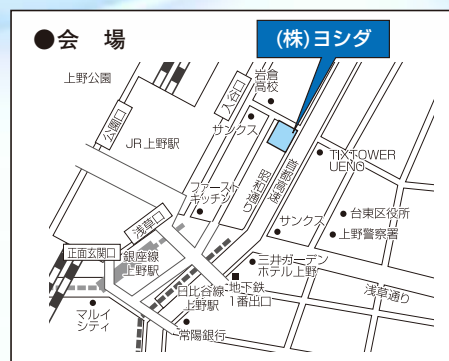 ●会 場
(株)ヨシダ
上野公園
岩倉
高校
入谷口
公園口
サンクス
JR上野駅
TIXTOWER
UENO
首都高速
昭和通り
ファースト
キッチン
台東区役所
サンクス
上野警察署
浅草口
正面玄関口
銀座線
上野駅
三井ガーデン
ホテル上野
日比谷線
上野駅
地下鉄
1番出口
浅草通り
マルイ
シティ
常陽銀行